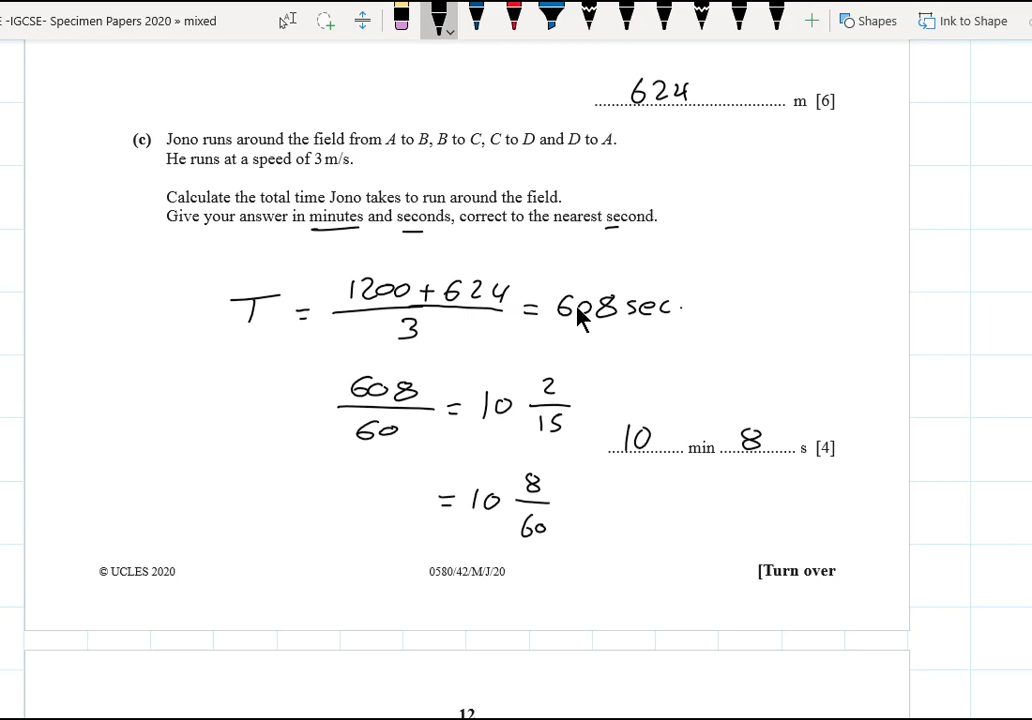 E -IGCSE- Specimen Papers 2020 » mixed
Shapes
Ink to Shape
624
m [6]
(c) Jono runs around the field from A to B, B to C, C to D and D to A.
He runs at a speed of 3 m/s.
Calculate the total time Jono takes to run around the field.
Give your answer in minutes and seconds, correct to the nearest second.
T = 1200 + 624 / 3 = 608 sec.
608 / 60 = 10 2/15
10 min 8 s [4]
= 10 8/60
© UCLES 2020
0580/42/M/J/20
[Turn over
12